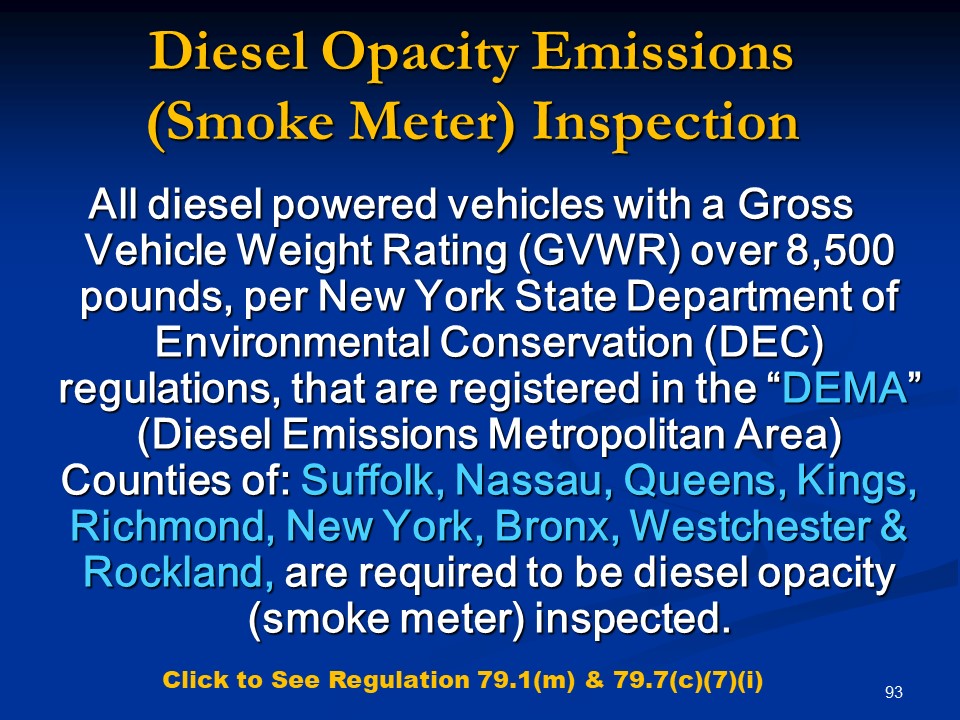 Diesel Opacity Emissions
(Smoke Meter) Inspection
All diesel powered vehicles with a Gross
Vehicle Weight Rating (GVWR) over 8,500
pounds, per New York State Department of
Environmental Conservation (DEC)
regulations, that are registered in the “DEMA”
(Diesel Emissions Metropolitan Area)
Counties of: Suffolk, Nassau, Queens, Kings,
Richmond, New York, Bronx, Westchester &
Rockland, are required to be diesel opacity
(smoke meter) inspected.
Click to See Regulation 79.1(m) & 79.7(c)(7)(i)
93